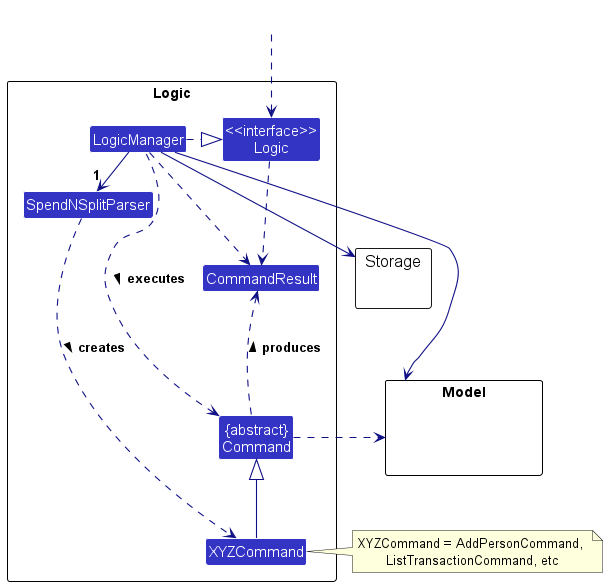 Logic
LogicManager
<<interface>>
Logic
1
SpendNSplitParser
Storage
CommandResult
executes
creates
produces
Model
{abstract}
Command
XYZCommand
XYZCommand = AddPersonCommand,
ListTransactionCommand, etc